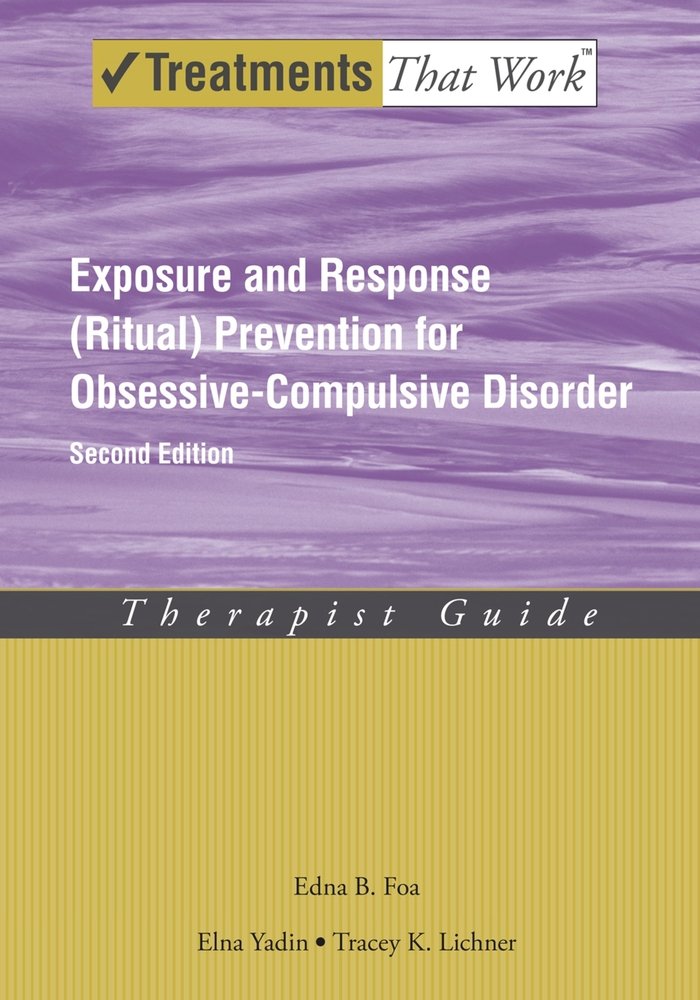 ✓Treatments That Work™
Exposure and Response
(Ritual) Prevention for
Obsessive-Compulsive Disorder
Second Edition
Therapist Guide
Edna B. Foa
Elna Yadin • Tracey K. Lichner